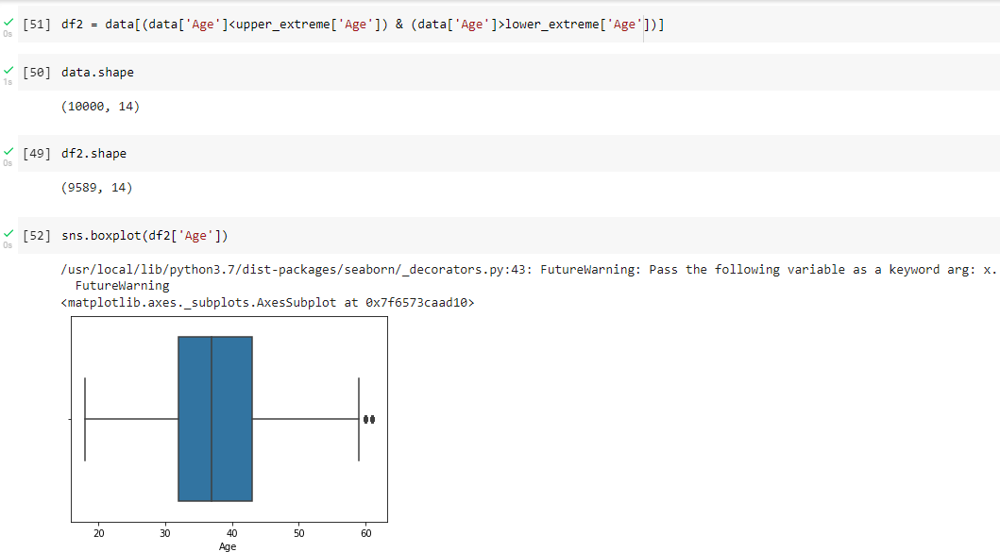 [51] df2 = data[(data['Age']<upper_extreme['Age']) & (data['Age']>lower_extreme['Age'])]
0s
[50] data.shape
1s
(10000, 14)
[49] df2.shape
0s
(9589, 14)
[52] sns.boxplot(df2['Age'])
0s
/usr/local/lib/python3.7/dist-packages/seaborn/_decorators.py:43: FutureWarning: Pass the following variable as a keyword arg: x.
FutureWarning
<matplotlib.axes._subplots.AxesSubplot at 0x7f6573caad10>
20 30 40 50 60
Age